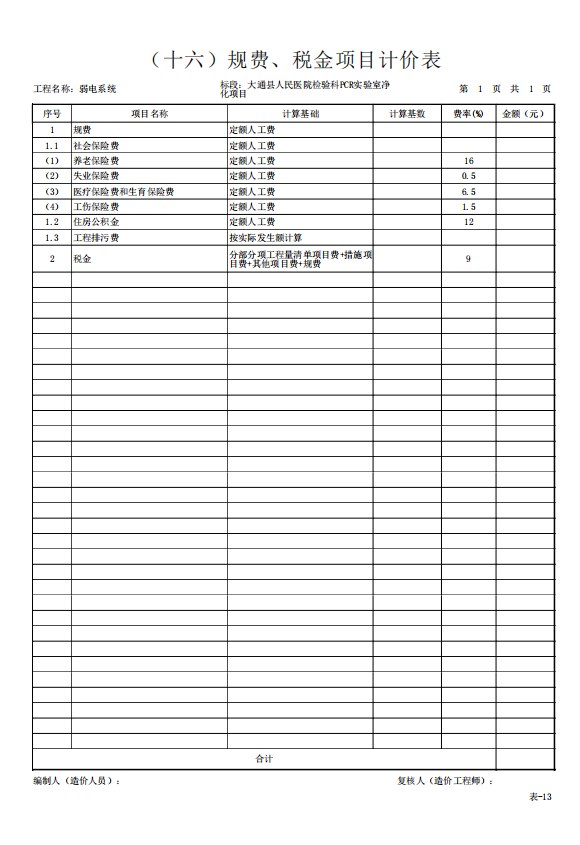 （十六）规费、税金项目计价表
工程名称：弱电系统
标段：大通县人民医院检验科PCR实验室净
化项目
第 1 页 共 1 页
序号 项目名称 计算基础 计算基数 费率(%) 金额（元）
1 规费 定额人工费
1.1 社会保险费 定额人工费
（1） 养老保险费 定额人工费 16
（2） 失业保险费 定额人工费 0.5
（3） 医疗保险费和生育保险费 定额人工费 6.5
（4） 工伤保险费 定额人工费 1.5
1.2 住房公积金 定额人工费 12
1.3 工程排污费 按实际发生额计算
2 税金 分部分项工程量清单项目费+措施项
目费+其他项目费+规费 9
合计
编制人（造价人员）： 复核人（造价工程师）：
表-13